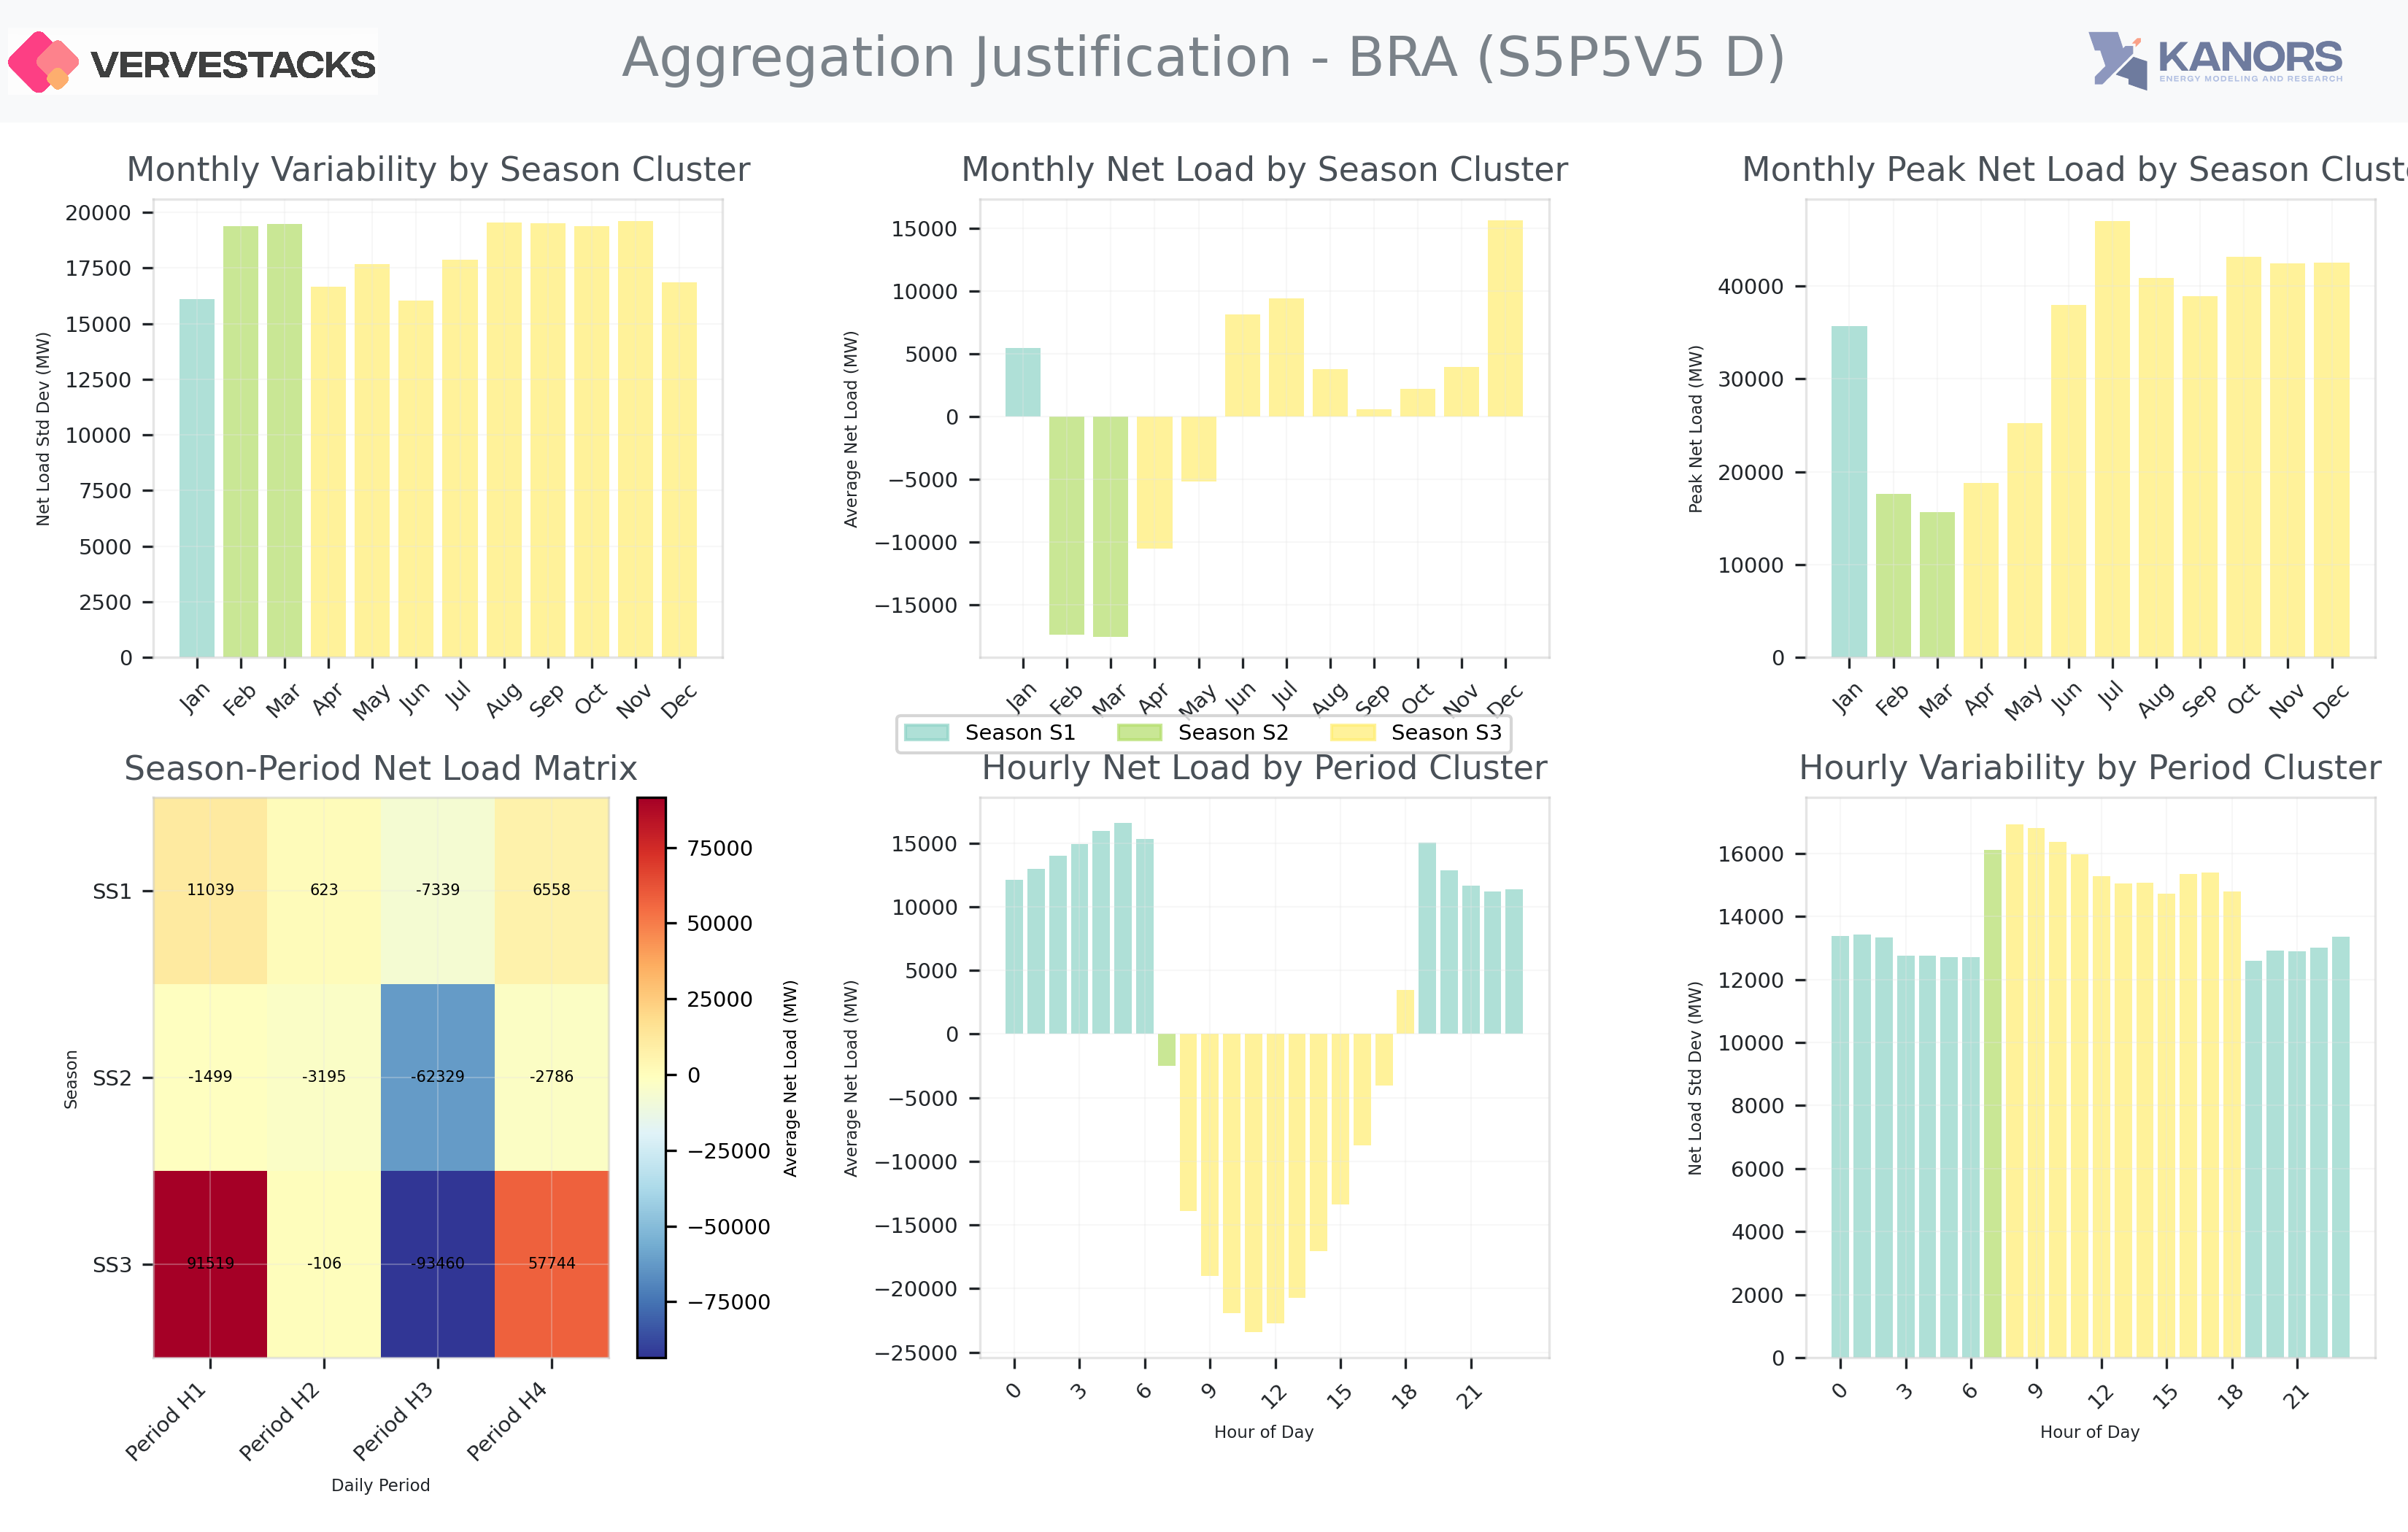 VERVESTACKS
Aggregation Justification - BRA (S5P5V5 D)
KANORS
ENERGY MODELING AND RESEARCH
Monthly Variability by Season Cluster
Net Load Std Dev (MW)
20000
17500
15000
12500
10000
7500
5000
2500
0
Jan Feb Mar Apr May Jun Jul Aug Sep Oct Nov Dec
Monthly Net Load by Season Cluster
Average Net Load (MW)
15000
10000
5000
0
−5000
−10000
−15000
Jan Feb Mar Apr May Jun Jul Aug Sep Oct Nov Dec
Monthly Peak Net Load by Season Cluste
Peak Net Load (MW)
40000
30000
20000
10000
0
Jan Feb Mar Apr May Jun Jul Aug Sep Oct Nov Dec
Season S1 Season S2 Season S3
Season-Period Net Load Matrix
Season
SS1 11039 623 -7339 6558
SS2 -1499 -3195 -62329 -2786
SS3 91519 -106 -93460 57744
Period H1 Period H2 Period H3 Period H4
Daily Period
75000
50000
25000
0
−25000
−50000
−75000
Average Net Load (MW)
Hourly Net Load by Period Cluster
Average Net Load (MW)
15000
10000
5000
0
−5000
−10000
−15000
−20000
−25000
0 3 6 9 12 15 18 21
Hour of Day
Hourly Variability by Period Cluster
Net Load Std Dev (MW)
16000
14000
12000
10000
8000
6000
4000
2000
0
0 3 6 9 12 15 18 21
Hour of Day